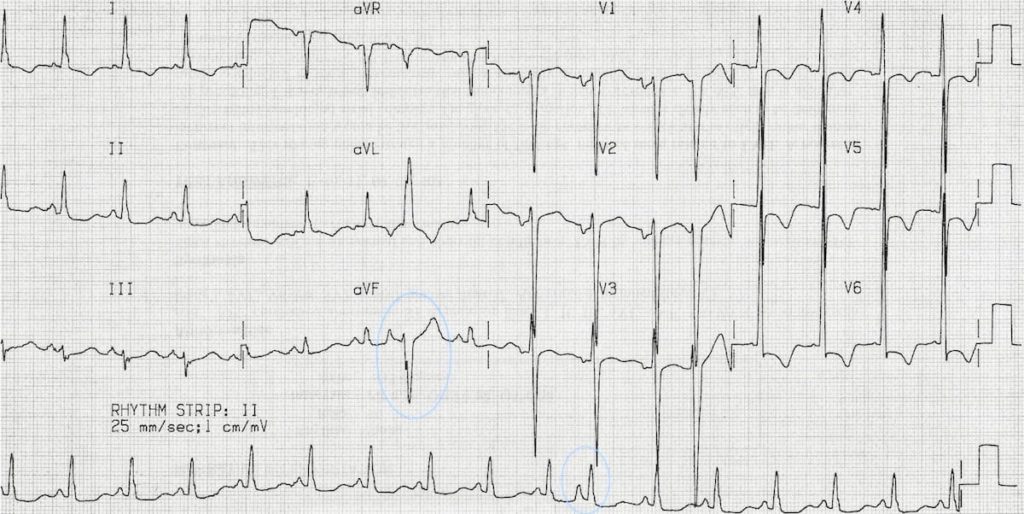 I aVR V1 V4
II aVL V2 V5
III aVF V3 V6
RHYTHM STRIP: II
25 mm/sec;1 cm/mV